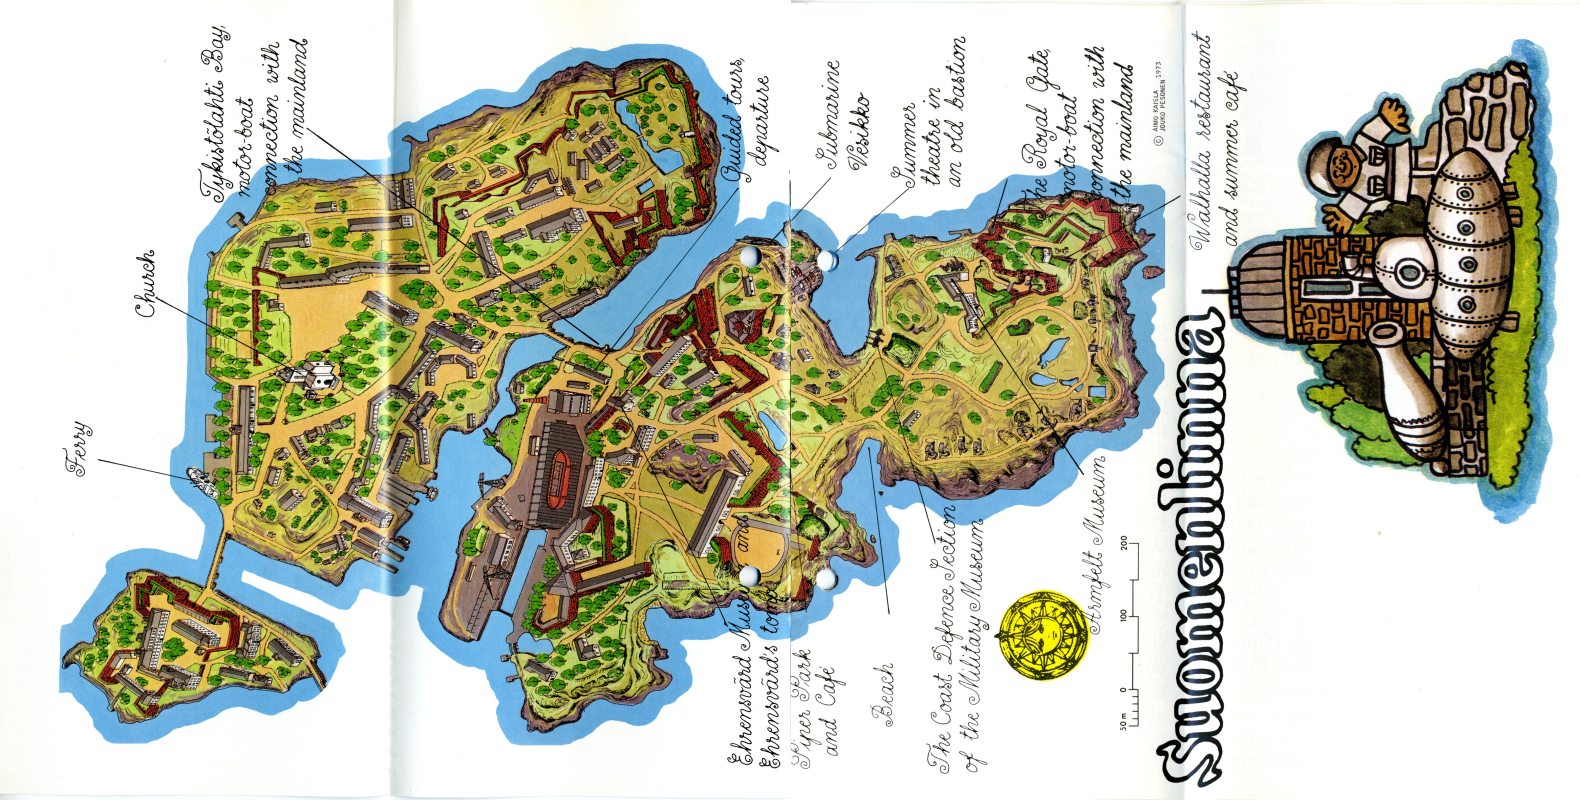 Tykistölahti Bay,
motor-boat
connection with
the mainland
Church
Ferry
Guided tours,
departure
Submarine
Vesikko
Summer
theatre in
an old bastion
The Royal Gate,
motor-boat
connection with
the mainland
© AIMO KAISLA
JOUKO PESONEN 1973
Walhalla restaurant
and summer café
Ehrensvärd Museum and
Ehrensvärd's tomb
Piper Park
and Café
Beach
The Coast Defence Section
of the Military Museum
Armfelt Museum
50 m 0 100 200
Suomenlinna